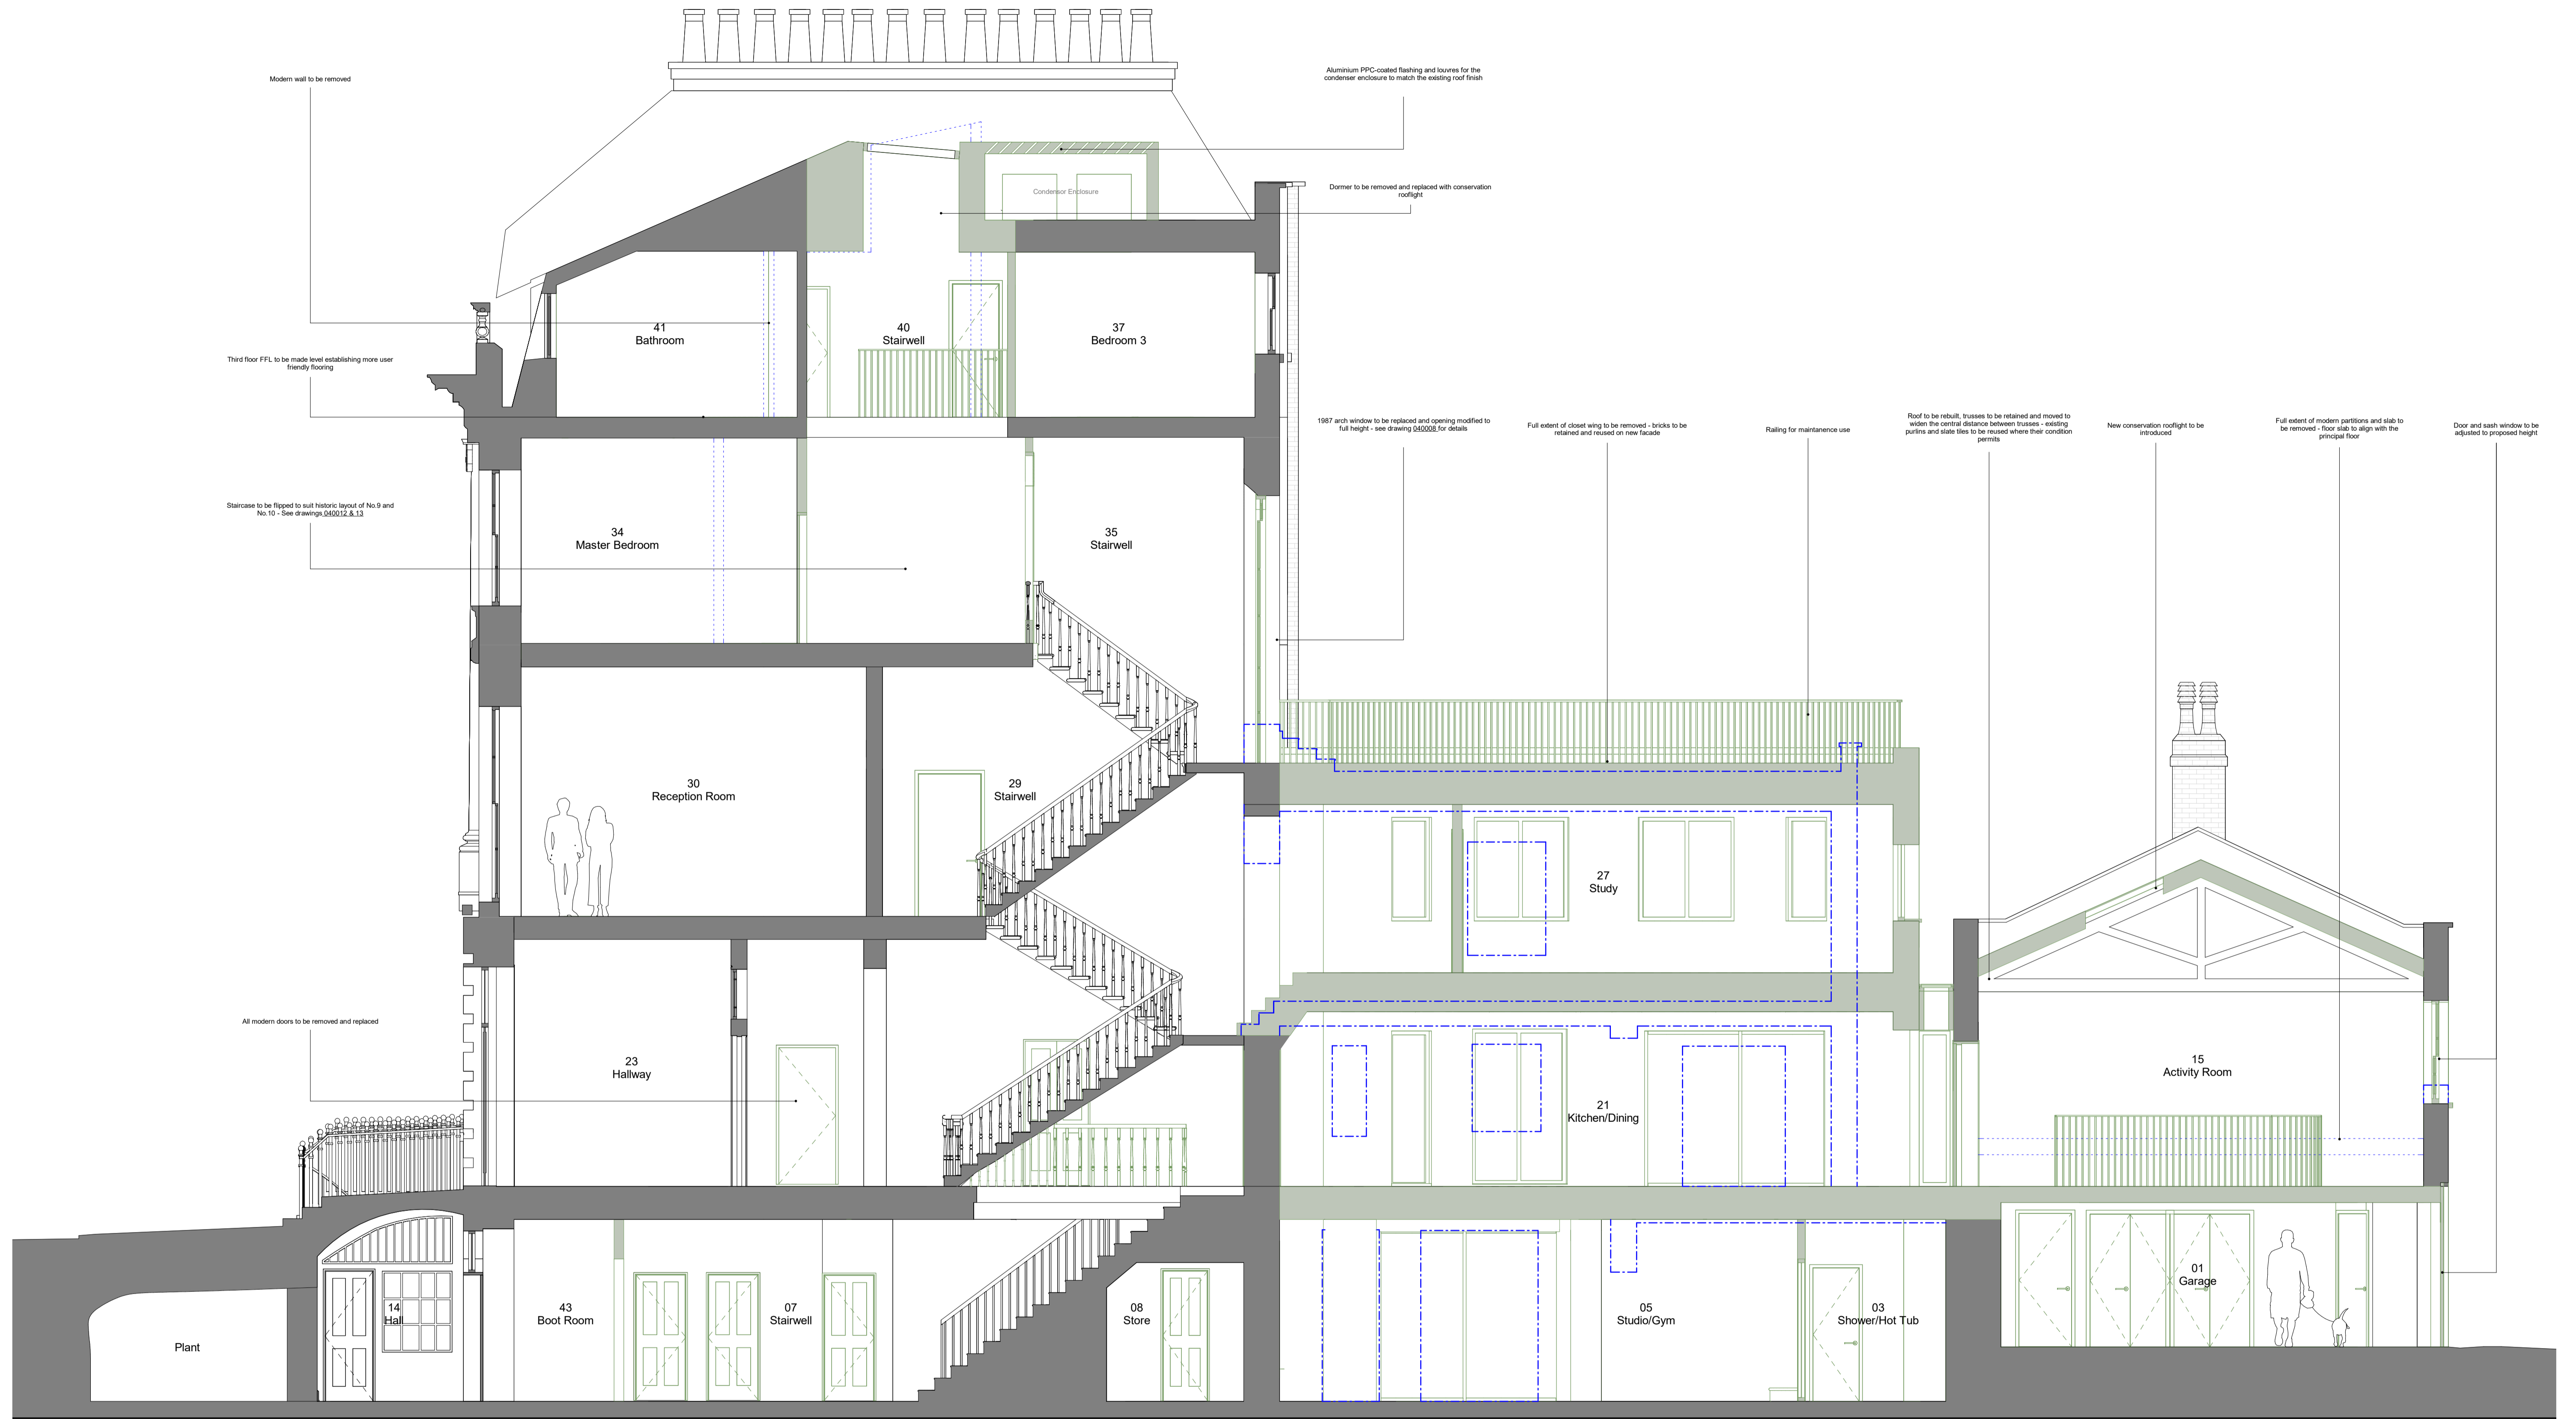 Modern wall to be removed
Aluminium PPC-coated flashing and louvres for the
condenser enclosure to match the existing roof finish
Condensor Enclosure
Dormer to be removed and replaced with conservation
rooflight
41
Bathroom
40
Stairwell
37
Bedroom 3
Third floor FFL to be made level establishing more user
friendly flooring
1987 arch window to be replaced and opening modified to
full height - see drawing 040008 for details
Full extent of closet wing to be removed - bricks to be
retained and reused on new facade
Railing for maintanence use
Roof to be rebuilt, trusses to be retained and moved to
widen the central distance between trusses - existing
purlins and slate tiles to be reused where their condition
permits
New conservation rooflight to be
introduced
Full extent of modern partitions and slab to
be removed - floor slab to align with the
principal floor
Door and sash window to be
adjusted to proposed height
Staircase to be flipped to suit historic layout of No.9 and
No.10 - See drawings 040012 & 13
34
Master Bedroom
35
Stairwell
30
Reception Room
29
Stairwell
27
Study
All modern doors to be removed and replaced
23
Hallway
21
Kitchen/Dining
15
Activity Room
Plant
14
Hall
43
Boot Room
07
Stairwell
08
Store
05
Studio/Gym
03
Shower/Hot Tub
01
Garage